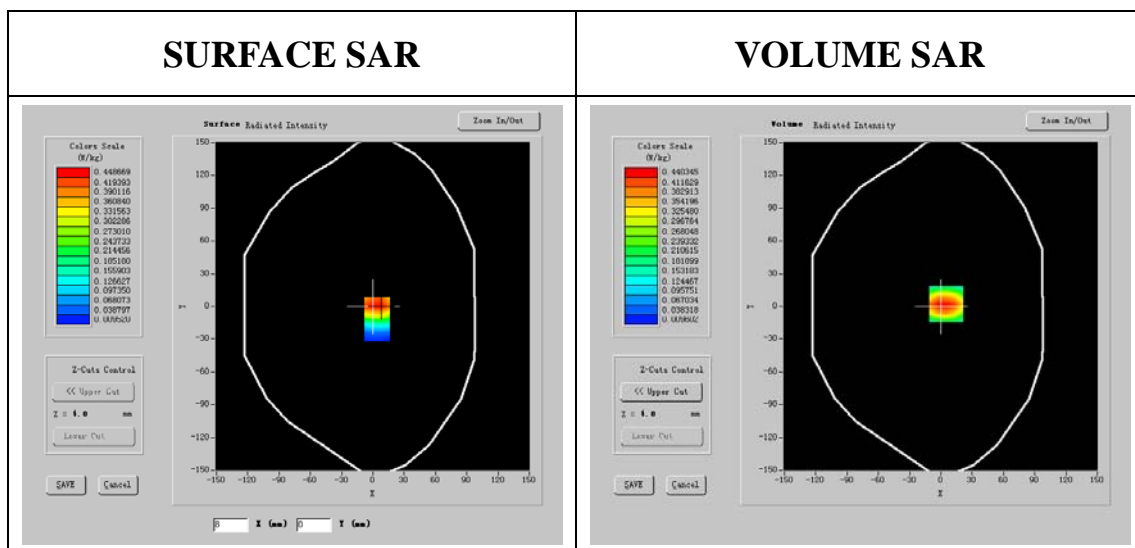 SURFACE SAR
VOLUME SAR
Surface Radiated Intensity
Zoom In/Out
Colors Scale
(W/kg)
0.448669
0.419393
0.390116
0.360840
0.331563
0.302286
0.273010
0.243733
0.214456
0.185180
0.155903
0.126627
0.097350
0.068073
0.038797
0.009520
150
120
90
60
30
0
-30
-60
-90
-120
-150
Y
-150 -120 -90 -60 -30 0 30 60 90 120 150
X
Z-Cuts Control
<< Upper Cut
Z = 4.0 mm
Lower Cut
SAVE Cancel
8 X (mm) 0 Y (mm)
Volume Radiated Intensity
Zoom In/Out
Colors Scale
(W/kg)
0.440345
0.411629
0.382913
0.354196
0.325480
0.296764
0.268048
0.239332
0.210615
0.181899
0.153183
0.124467
0.095751
0.067034
0.038318
0.009602
150
120
90
60
30
0
-30
-60
-90
-120
-150
Y
-150 -120 -90 -60 -30 0 30 60 90 120 150
X
Z-Cuts Control
<< Upper Cut
Z = 4.0 mm
Lower Cut
SAVE Cancel